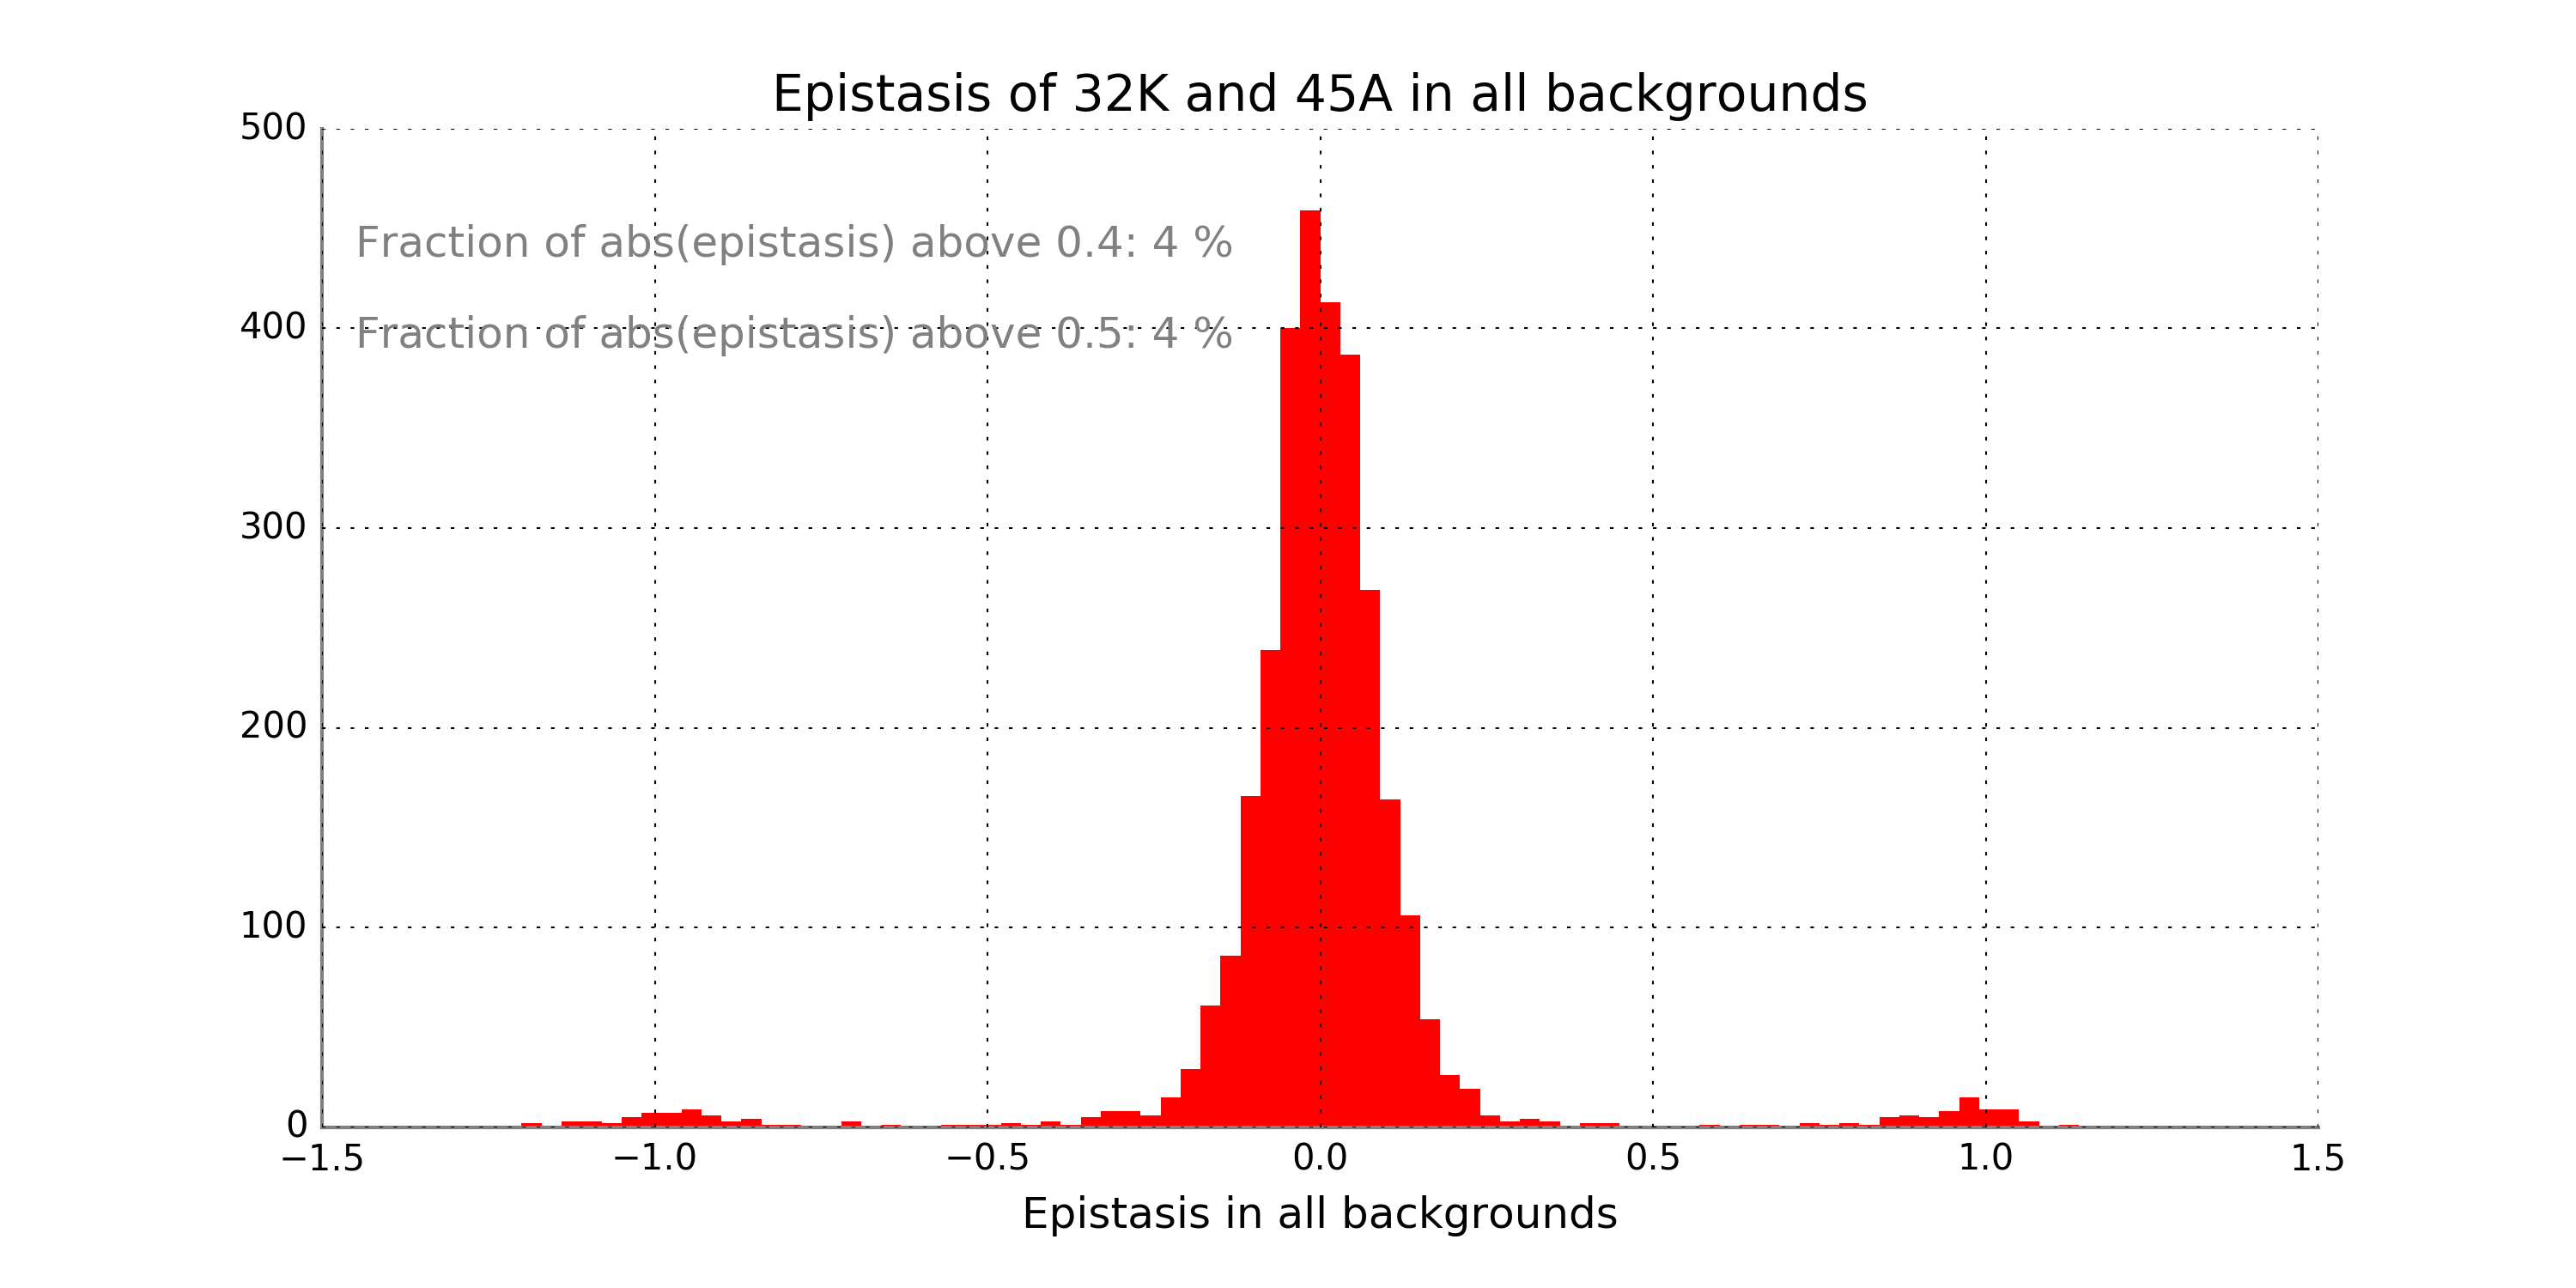 Epistasis of 32K and 45A in all backgrounds
500
Fraction of abs(epistasis) above 0.4: 4 %
400
Fraction of abs(epistasis) above 0.5: 4 %
300
200
100
0
−1.5 −1.0 −0.5 0.0 0.5 1.0 1.5
Epistasis in all backgrounds